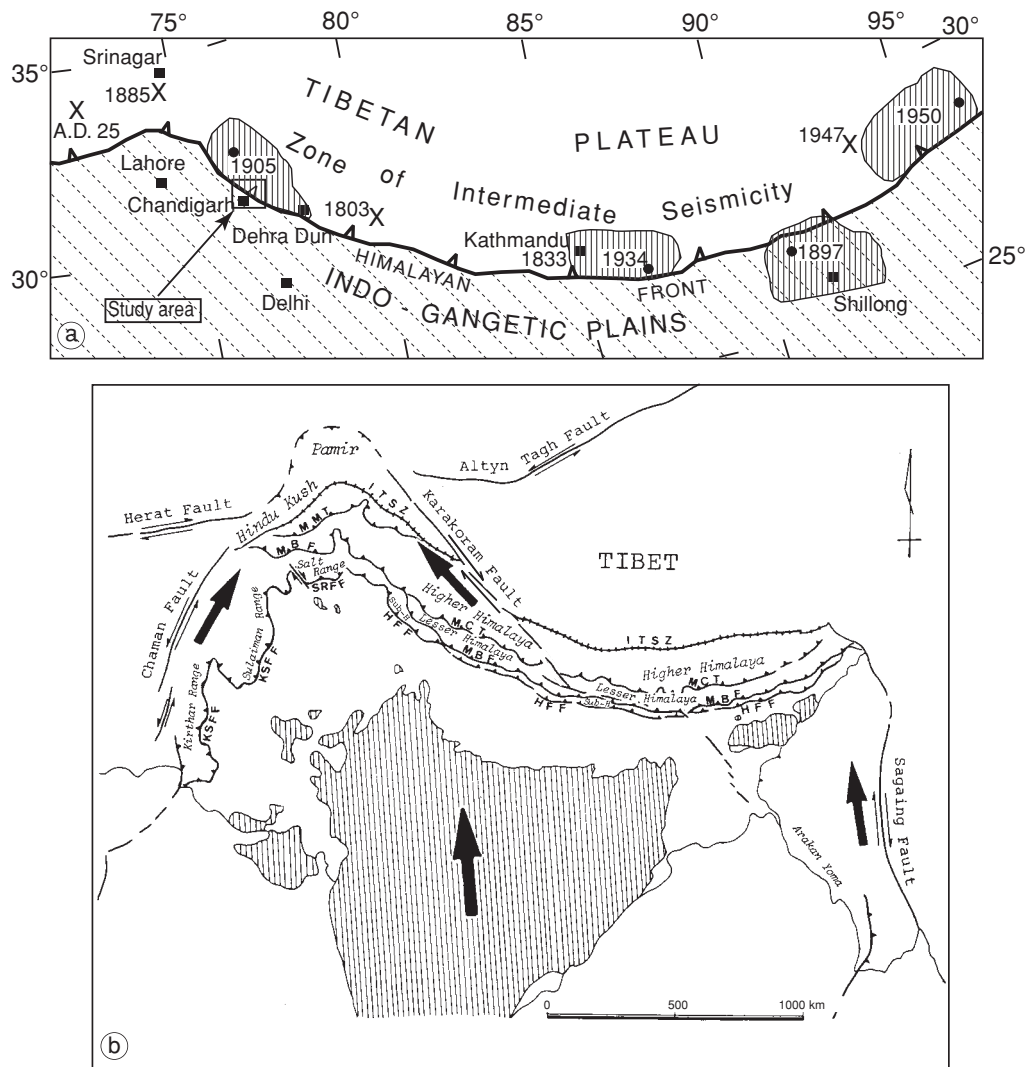 75°
80°
85°
90°
95°
30°
35°
30°
25°
Srinagar
1885 X
X
A.D. 25
TIBETAN
PLATEAU
Zone of Intermediate Seismicity
1947 X
1950
Lahore
1905
Chandigarh
1803 X
Dehra Dun
Kathmandu
1833
1934
1897
HIMALAYAN
FRONT
Shillong
Delhi
INDO - GANGETIC PLAINS
Study area
a
Pamir
Altyn Tagh Fault
Herat Fault
Hindu Kush
ITSZ
Karakoram Fault
MMT
MBF
Salt Range
SRFF
TIBET
Chaman Fault
Sulaiman Range
KSFF
Kirthar Range
KSFF
Higher Himalaya
MCT
Lesser Himalaya
MBF
Sub-H
HFF
ITSZ
Higher Himalaya
MCT
Lesser Himalaya
MBF
Sub-H
HFF
HFF
Sagaing Fault
Arakan Yoma
0 500 1000 km
b